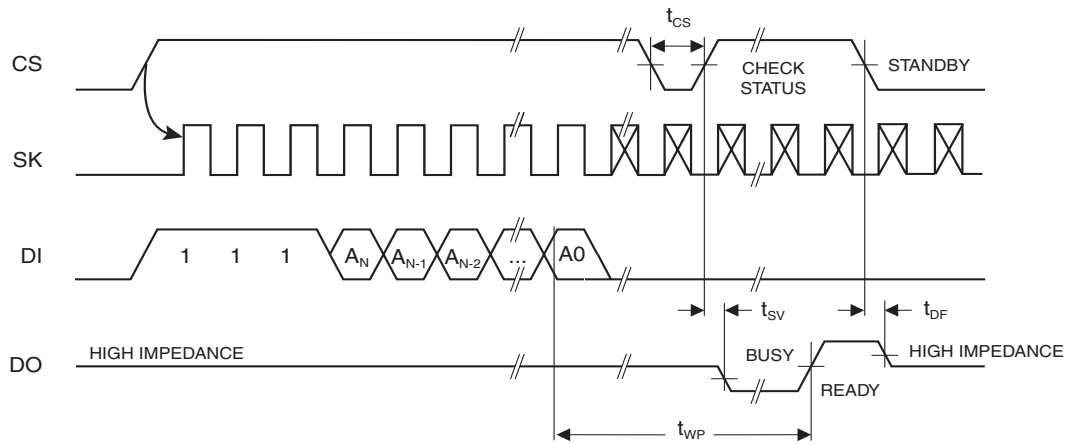 tCS
CS
CHECK
STATUS
STANDBY
SK
DI
1 1 1 AN AN-1 AN-2 ... A0
tSV
tDF
DO
HIGH IMPEDANCE
BUSY
READY
HIGH IMPEDANCE
tWP